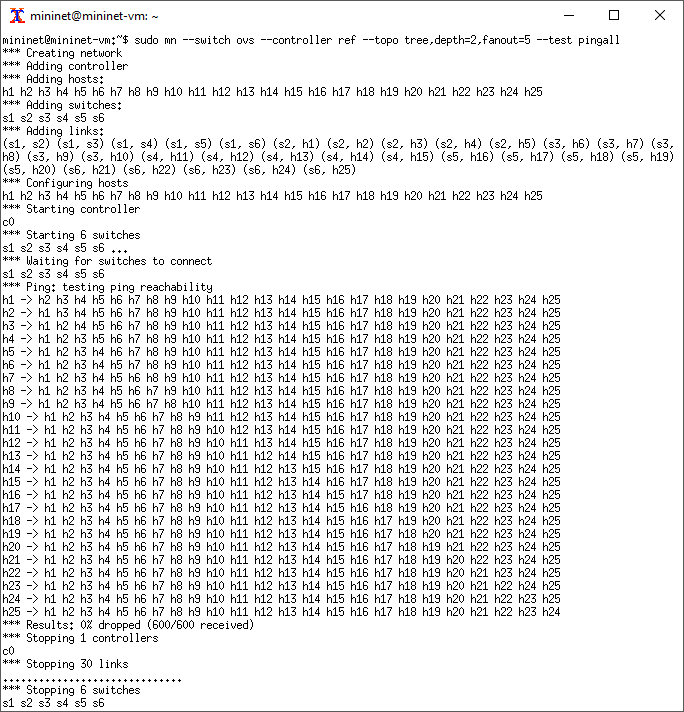 mininet@mininet-vm: ~
mininet@mininet-vm:~$ sudo mn --switch ovs --controller ref --topo tree,depth=2,fanout=5 --test pingall
*** Creating network
*** Adding controller
*** Adding hosts:
h1 h2 h3 h4 h5 h6 h7 h8 h9 h10 h11 h12 h13 h14 h15 h16 h17 h18 h19 h20 h21 h22 h23 h24 h25
*** Adding switches:
s1 s2 s3 s4 s5 s6
*** Adding links:
(s1, s2) (s1, s3) (s1, s4) (s1, s5) (s1, s6) (s2, h1) (s2, h2) (s2, h3) (s2, h4) (s2, h5) (s3, h6) (s3, h7) (s3,
h8) (s3, h9) (s3, h10) (s4, h11) (s4, h12) (s4, h13) (s4, h14) (s4, h15) (s5, h16) (s5, h17) (s5, h18) (s5, h19)
(s5, h20) (s6, h21) (s6, h22) (s6, h23) (s6, h24) (s6, h25)
*** Configuring hosts
h1 h2 h3 h4 h5 h6 h7 h8 h9 h10 h11 h12 h13 h14 h15 h16 h17 h18 h19 h20 h21 h22 h23 h24 h25
*** Starting controller
c0
*** Starting 6 switches
s1 s2 s3 s4 s5 s6 ...
*** Waiting for switches to connect
s1 s2 s3 s4 s5 s6
*** Ping: testing ping reachability
h1 -> h2 h3 h4 h5 h6 h7 h8 h9 h10 h11 h12 h13 h14 h15 h16 h17 h18 h19 h20 h21 h22 h23 h24 h25
h2 -> h1 h3 h4 h5 h6 h7 h8 h9 h10 h11 h12 h13 h14 h15 h16 h17 h18 h19 h20 h21 h22 h23 h24 h25
h3 -> h1 h2 h4 h5 h6 h7 h8 h9 h10 h11 h12 h13 h14 h15 h16 h17 h18 h19 h20 h21 h22 h23 h24 h25
h4 -> h1 h2 h3 h5 h6 h7 h8 h9 h10 h11 h12 h13 h14 h15 h16 h17 h18 h19 h20 h21 h22 h23 h24 h25
h5 -> h1 h2 h3 h4 h6 h7 h8 h9 h10 h11 h12 h13 h14 h15 h16 h17 h18 h19 h20 h21 h22 h23 h24 h25
h6 -> h1 h2 h3 h4 h5 h7 h8 h9 h10 h11 h12 h13 h14 h15 h16 h17 h18 h19 h20 h21 h22 h23 h24 h25
h7 -> h1 h2 h3 h4 h5 h6 h8 h9 h10 h11 h12 h13 h14 h15 h16 h17 h18 h19 h20 h21 h22 h23 h24 h25
h8 -> h1 h2 h3 h4 h5 h6 h7 h9 h10 h11 h12 h13 h14 h15 h16 h17 h18 h19 h20 h21 h22 h23 h24 h25
h9 -> h1 h2 h3 h4 h5 h6 h7 h8 h10 h11 h12 h13 h14 h15 h16 h17 h18 h19 h20 h21 h22 h23 h24 h25
h10 -> h1 h2 h3 h4 h5 h6 h7 h8 h9 h11 h12 h13 h14 h15 h16 h17 h18 h19 h20 h21 h22 h23 h24 h25
h11 -> h1 h2 h3 h4 h5 h6 h7 h8 h9 h10 h12 h13 h14 h15 h16 h17 h18 h19 h20 h21 h22 h23 h24 h25
h12 -> h1 h2 h3 h4 h5 h6 h7 h8 h9 h10 h11 h13 h14 h15 h16 h17 h18 h19 h20 h21 h22 h23 h24 h25
h13 -> h1 h2 h3 h4 h5 h6 h7 h8 h9 h10 h11 h12 h14 h15 h16 h17 h18 h19 h20 h21 h22 h23 h24 h25
h14 -> h1 h2 h3 h4 h5 h6 h7 h8 h9 h10 h11 h12 h13 h15 h16 h17 h18 h19 h20 h21 h22 h23 h24 h25
h15 -> h1 h2 h3 h4 h5 h6 h7 h8 h9 h10 h11 h12 h13 h14 h16 h17 h18 h19 h20 h21 h22 h23 h24 h25
h16 -> h1 h2 h3 h4 h5 h6 h7 h8 h9 h10 h11 h12 h13 h14 h15 h17 h18 h19 h20 h21 h22 h23 h24 h25
h17 -> h1 h2 h3 h4 h5 h6 h7 h8 h9 h10 h11 h12 h13 h14 h15 h16 h18 h19 h20 h21 h22 h23 h24 h25
h18 -> h1 h2 h3 h4 h5 h6 h7 h8 h9 h10 h11 h12 h13 h14 h15 h16 h17 h19 h20 h21 h22 h23 h24 h25
h19 -> h1 h2 h3 h4 h5 h6 h7 h8 h9 h10 h11 h12 h13 h14 h15 h16 h17 h18 h20 h21 h22 h23 h24 h25
h20 -> h1 h2 h3 h4 h5 h6 h7 h8 h9 h10 h11 h12 h13 h14 h15 h16 h17 h18 h19 h21 h22 h23 h24 h25
h21 -> h1 h2 h3 h4 h5 h6 h7 h8 h9 h10 h11 h12 h13 h14 h15 h16 h17 h18 h19 h20 h22 h23 h24 h25
h22 -> h1 h2 h3 h4 h5 h6 h7 h8 h9 h10 h11 h12 h13 h14 h15 h16 h17 h18 h19 h20 h21 h23 h24 h25
h23 -> h1 h2 h3 h4 h5 h6 h7 h8 h9 h10 h11 h12 h13 h14 h15 h16 h17 h18 h19 h20 h21 h22 h24 h25
h24 -> h1 h2 h3 h4 h5 h6 h7 h8 h9 h10 h11 h12 h13 h14 h15 h16 h17 h18 h19 h20 h21 h22 h23 h25
h25 -> h1 h2 h3 h4 h5 h6 h7 h8 h9 h10 h11 h12 h13 h14 h15 h16 h17 h18 h19 h20 h21 h22 h23 h24
*** Results: 0% dropped (600/600 received)
*** Stopping 1 controllers
c0
*** Stopping 30 links
..............................
*** Stopping 6 switches
s1 s2 s3 s4 s5 s6